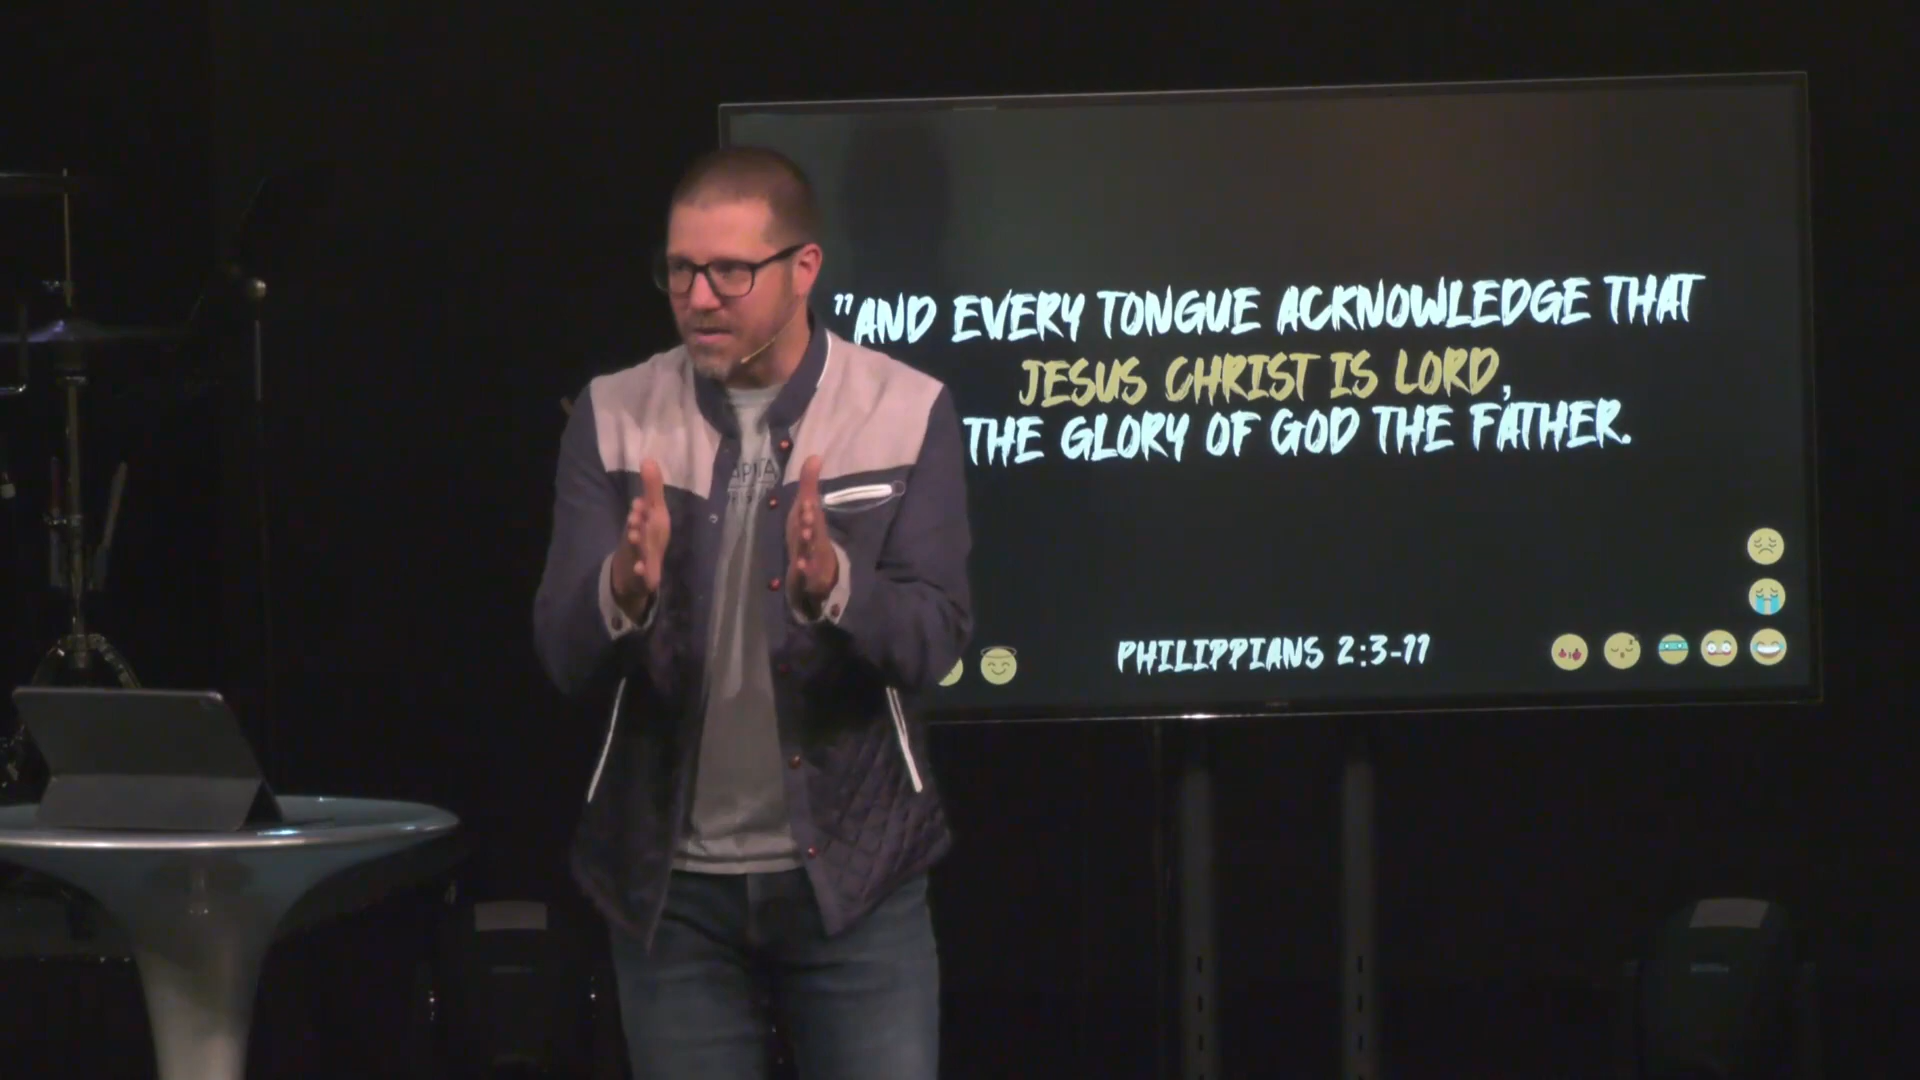 "AND EVERY TONGUE ACKNOWLEDGE THAT
JESUS CHRIST IS LORD,
THE GLORY OF GOD THE FATHER.
PHILIPPIANS 2:3-11